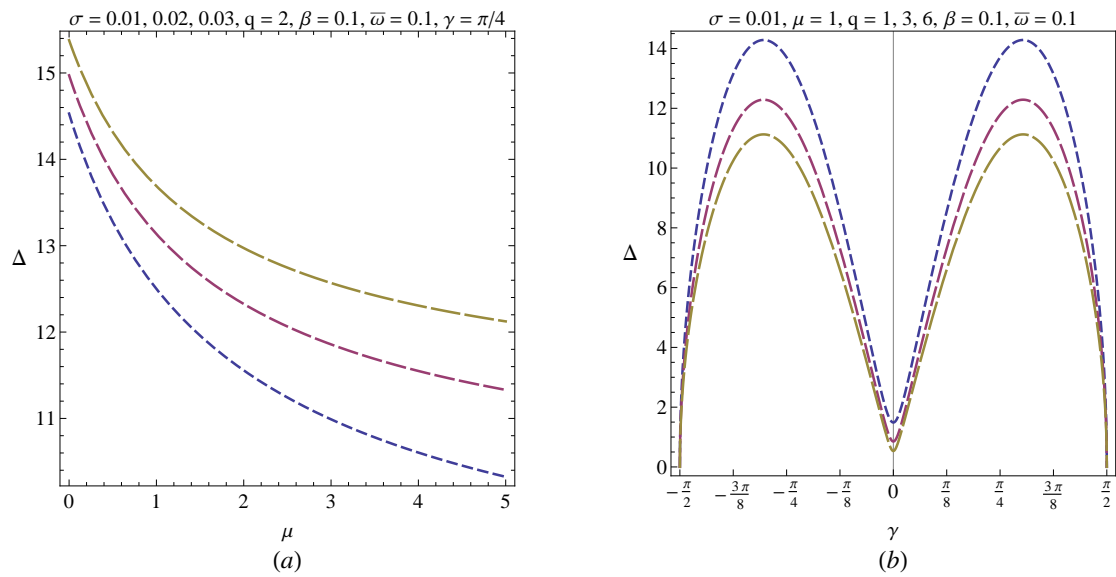 σ = 0.01, 0.02, 0.03, q = 2, β = 0.1, ω̅ = 0.1, γ = π/4
15
14
13
12
11
Δ
0 1 2 3 4 5
μ
(a)
σ = 0.01, μ = 1, q = 1, 3, 6, β = 0.1, ω̅ = 0.1
14
12
10
8
6
4
2
0
Δ
−π/2 −3π/8 −π/4 −π/8 0 π/8 π/4 3π/8 π/2
γ
(b)